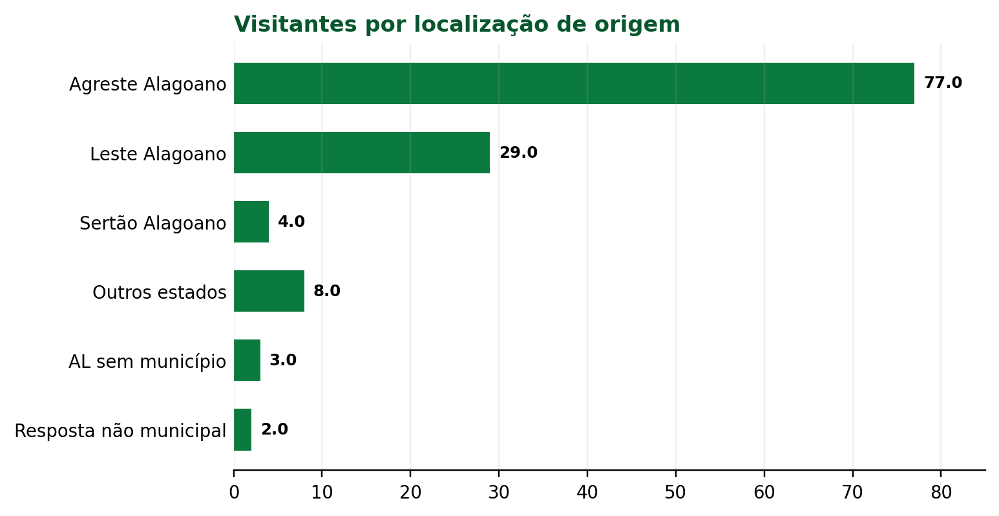 Visitantes por localização de origem
Agreste Alagoano 77.0
Leste Alagoano 29.0
Sertão Alagoano 4.0
Outros estados 8.0
AL sem município 3.0
Resposta não municipal 2.0
0 10 20 30 40 50 60 70 80